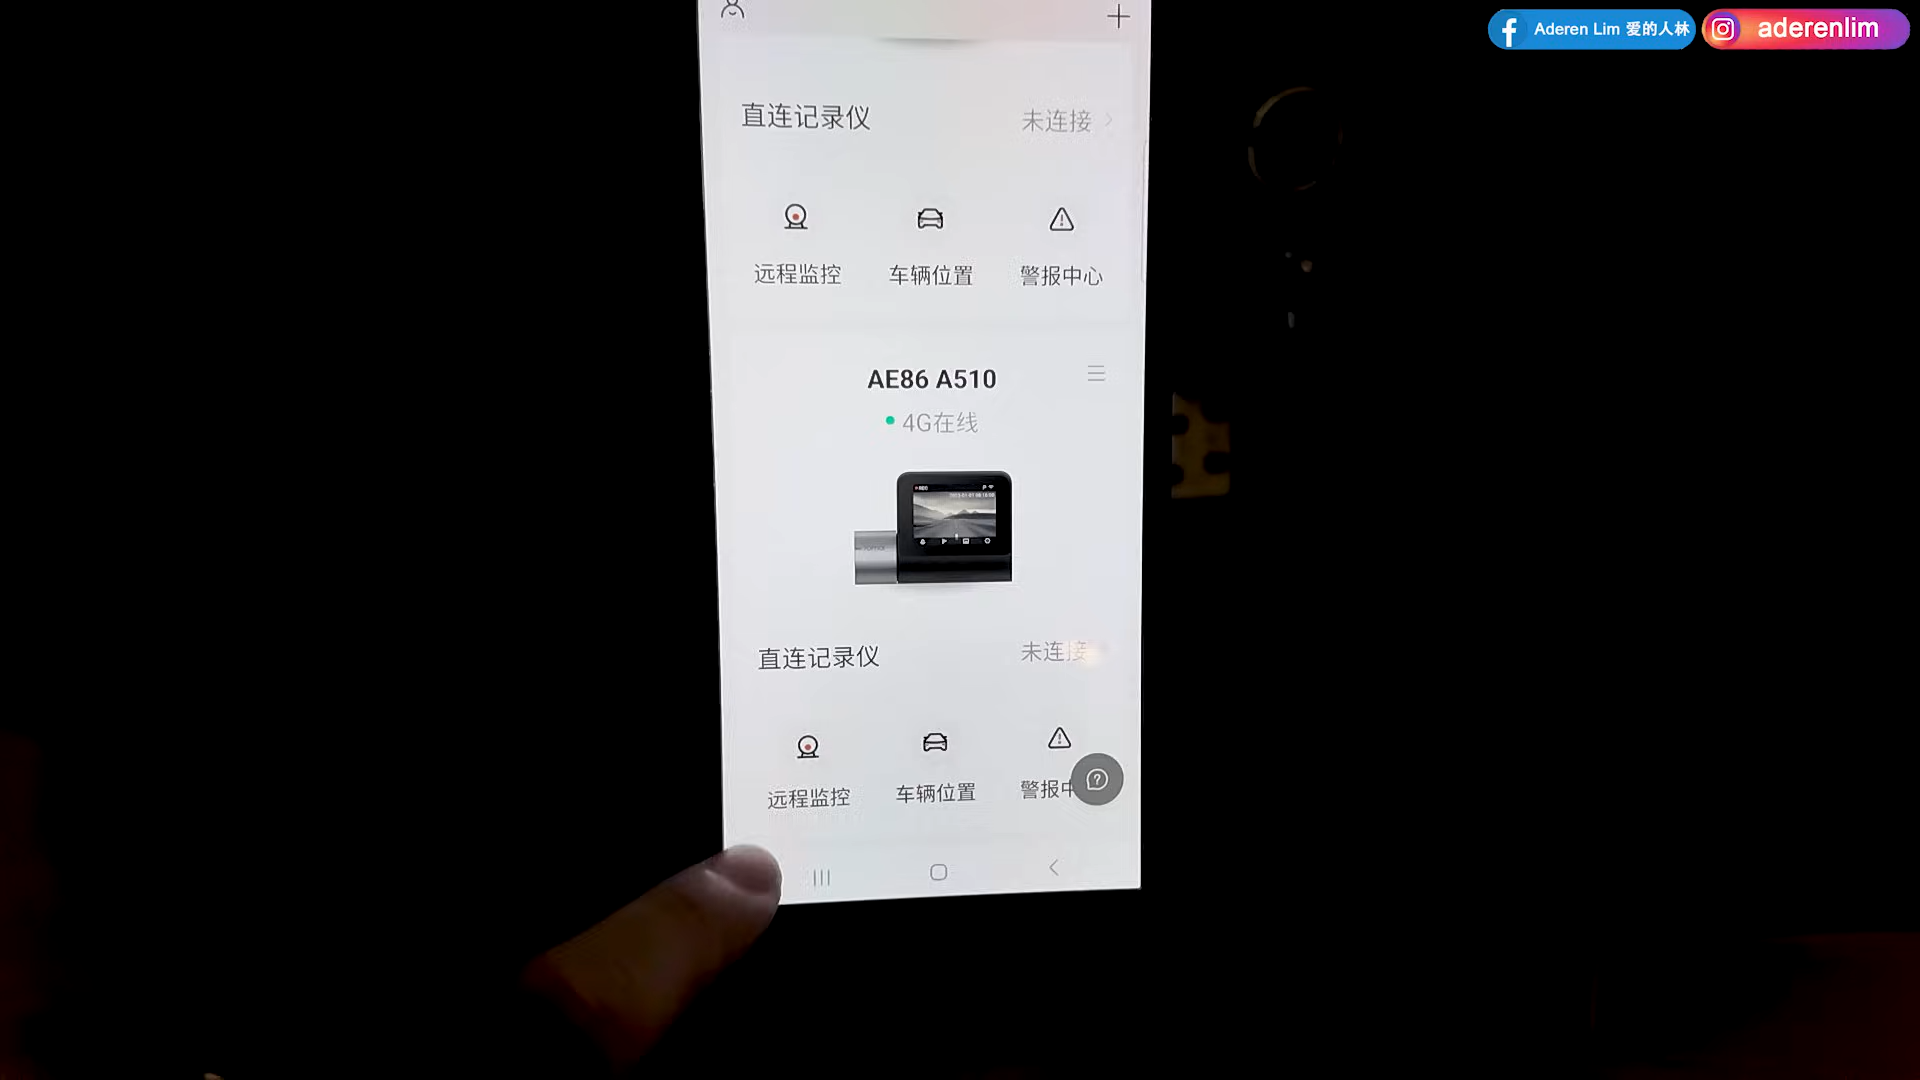 Aderen Lim 爱的人林
aderenlim
直连记录仪
未连接
远程监控
车辆位置
警报中心
AE86 A510
4G在线
直连记录仪
未连接
远程监控
车辆位置
警报中